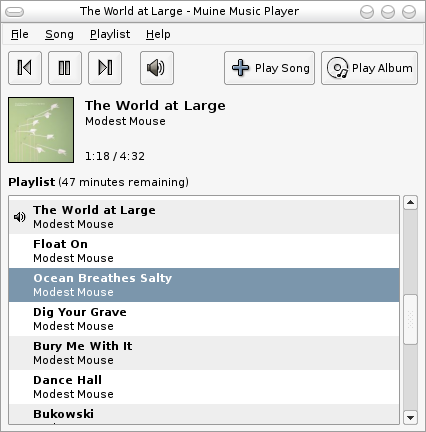 The World at Large - Muine Music Player
File Song Playlist Help
Play Song Play Album
The World at Large
Modest Mouse
1:18 / 4:32
Playlist (47 minutes remaining)
The World at Large
Modest Mouse
Float On
Modest Mouse
Ocean Breathes Salty
Modest Mouse
Dig Your Grave
Modest Mouse
Bury Me With It
Modest Mouse
Dance Hall
Modest Mouse
Bukowski